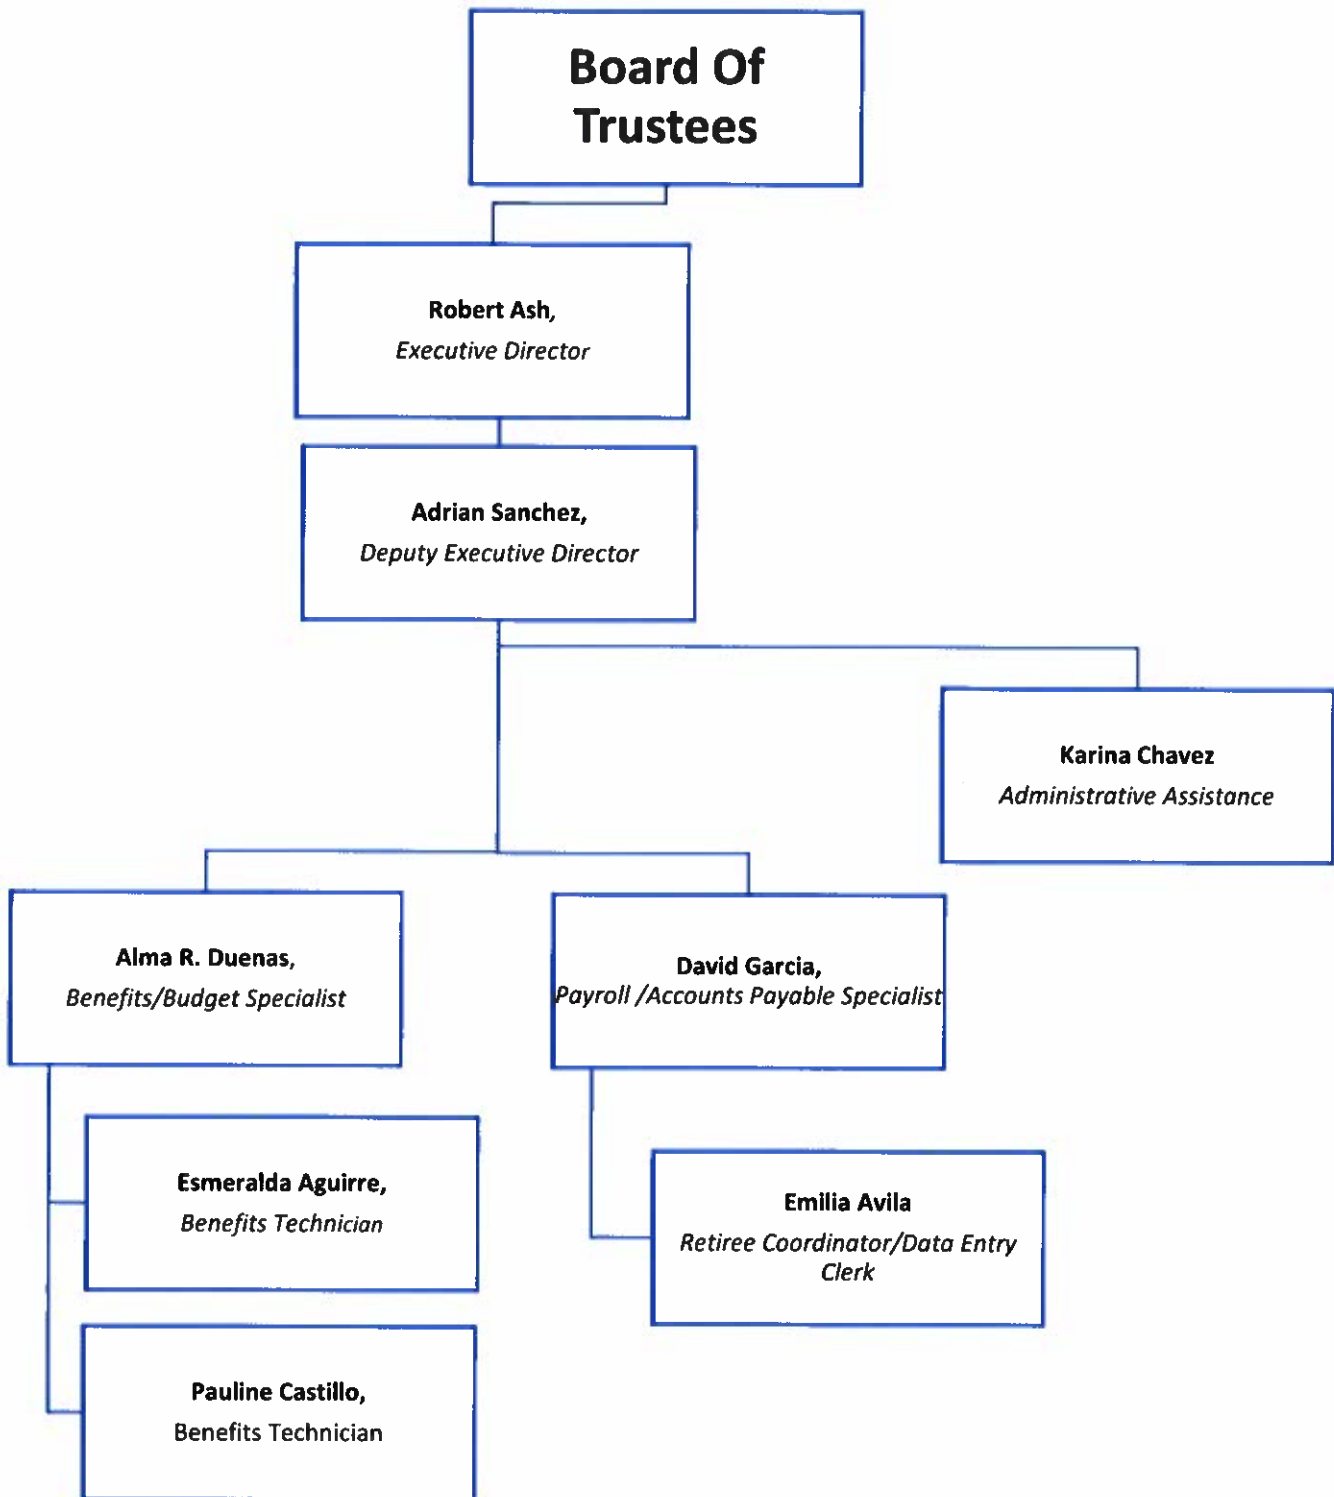 Board Of
Trustees
Robert Ash,
Executive Director
Adrian Sanchez,
Deputy Executive Director
Karina Chavez
Administrative Assistance
Alma R. Duenas,
Benefits/Budget Specialist
David Garcia,
Payroll /Accounts Payable Specialist
Esmeralda Aguirre,
Benefits Technician
Emilia Avila
Retiree Coordinator/Data Entry
Clerk
Pauline Castillo,
Benefits Technician